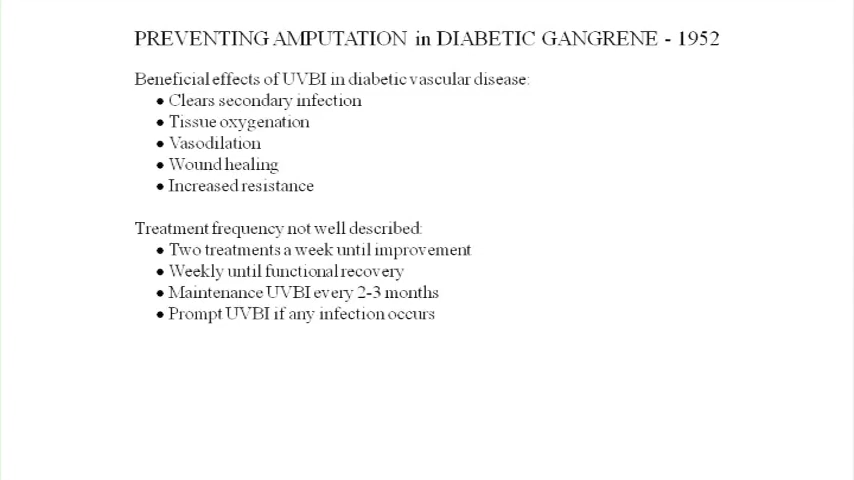 PREVENTING AMPUTATION in DIABETIC GANGRENE - 1952
Beneficial effects of UVBI in diabetic vascular disease:
● Clears secondary infection
● Tissue oxygenation
● Vasodilation
● Wound healing
● Increased resistance
Treatment frequency not well described:
● Two treatments a week until improvement
● Weekly until functional recovery
● Maintenance UVBI every 2-3 months
● Prompt UVBI if any infection occurs